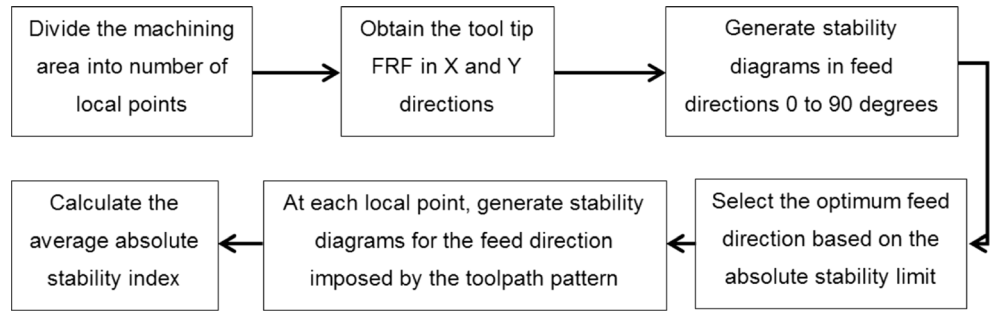 Divide the machining
area into number of
local points
Obtain the tool tip
FRF in X and Y
directions
Generate stability
diagrams in feed
directions 0 to 90 degrees
Select the optimum feed
direction based on the
absolute stability limit
At each local point, generate stability
diagrams for the feed direction
imposed by the toolpath pattern
Calculate the
average absolute
stability index